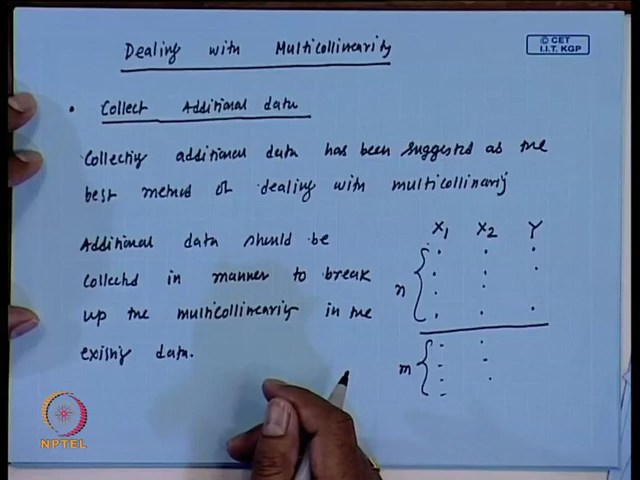 Dealing with Multicollinearity
© CET
I.I.T. KGP
• Collect Additional data
Collecting additional data has been suggested as the
best method of dealing with multicollinarity
Additional data should be
collected in manner to break
up the multicollinearity in the
existing data.
X1 X2 Y
n
m
NPTEL